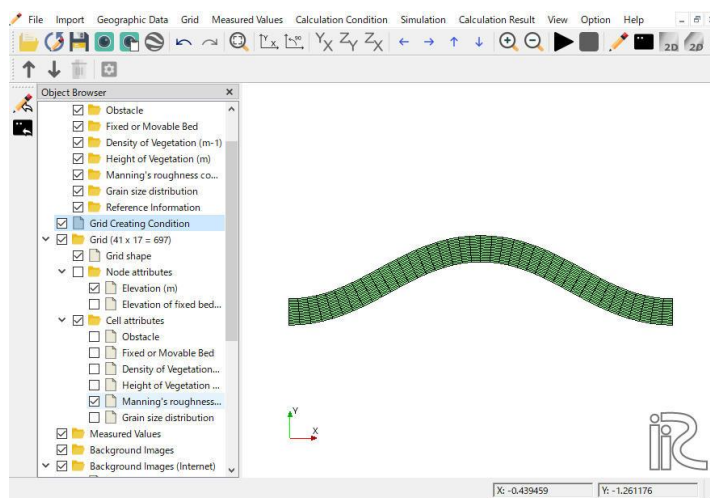 File Import Geographic Data Grid Measured Values Calculation Condition Simulation Calculation Result View Option Help
Object Browser
Obstacle
Fixed or Movable Bed
Density of Vegetation (m-1)
Height of Vegetation (m)
Manning's roughness co...
Grain size distribution
Reference Information
Grid Creating Condition
Grid (41 x 17 = 697)
Grid shape
Node attributes
Elevation (m)
Elevation of fixed bed...
Cell attributes
Obstacle
Fixed or Movable Bed
Density of Vegetation...
Height of Vegetation ...
Manning's roughness...
Grain size distribution
Measured Values
Background Images
Background Images (Internet)
Y
X
iRIC
X: -0.439459 Y: -1.261176